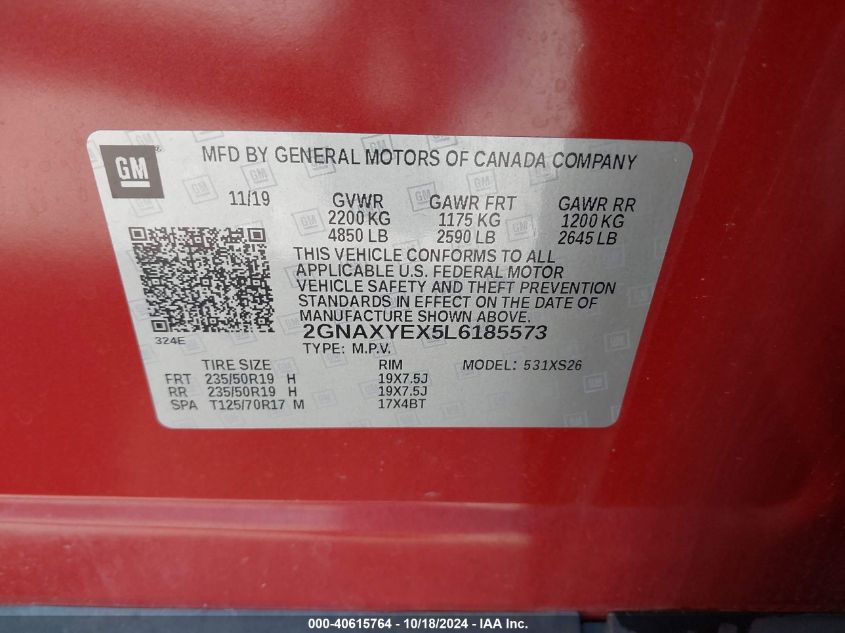 GM
MFD BY GENERAL MOTORS OF CANADA COMPANY
11/19 GVWR GAWR FRT GAWR RR
2200 KG 1175 KG 1200 KG
4850 LB 2590 LB 2645 LB
THIS VEHICLE CONFORMS TO ALL
APPLICABLE U.S. FEDERAL MOTOR
VEHICLE SAFETY AND THEFT PREVENTION
STANDARDS IN EFFECT ON THE DATE OF
MANUFACTURE SHOWN ABOVE.
2GNAXYEX5L6185573
324E
TYPE: M.P.V.
TIRE SIZE RIM MODEL: 531XS26
FRT 235/50R19 H 19X7.5J
RR 235/50R19 H 19X7.5J
SPA T125/70R17 M 17X4BT
000-40615764 - 10/18/2024 - IAA Inc.